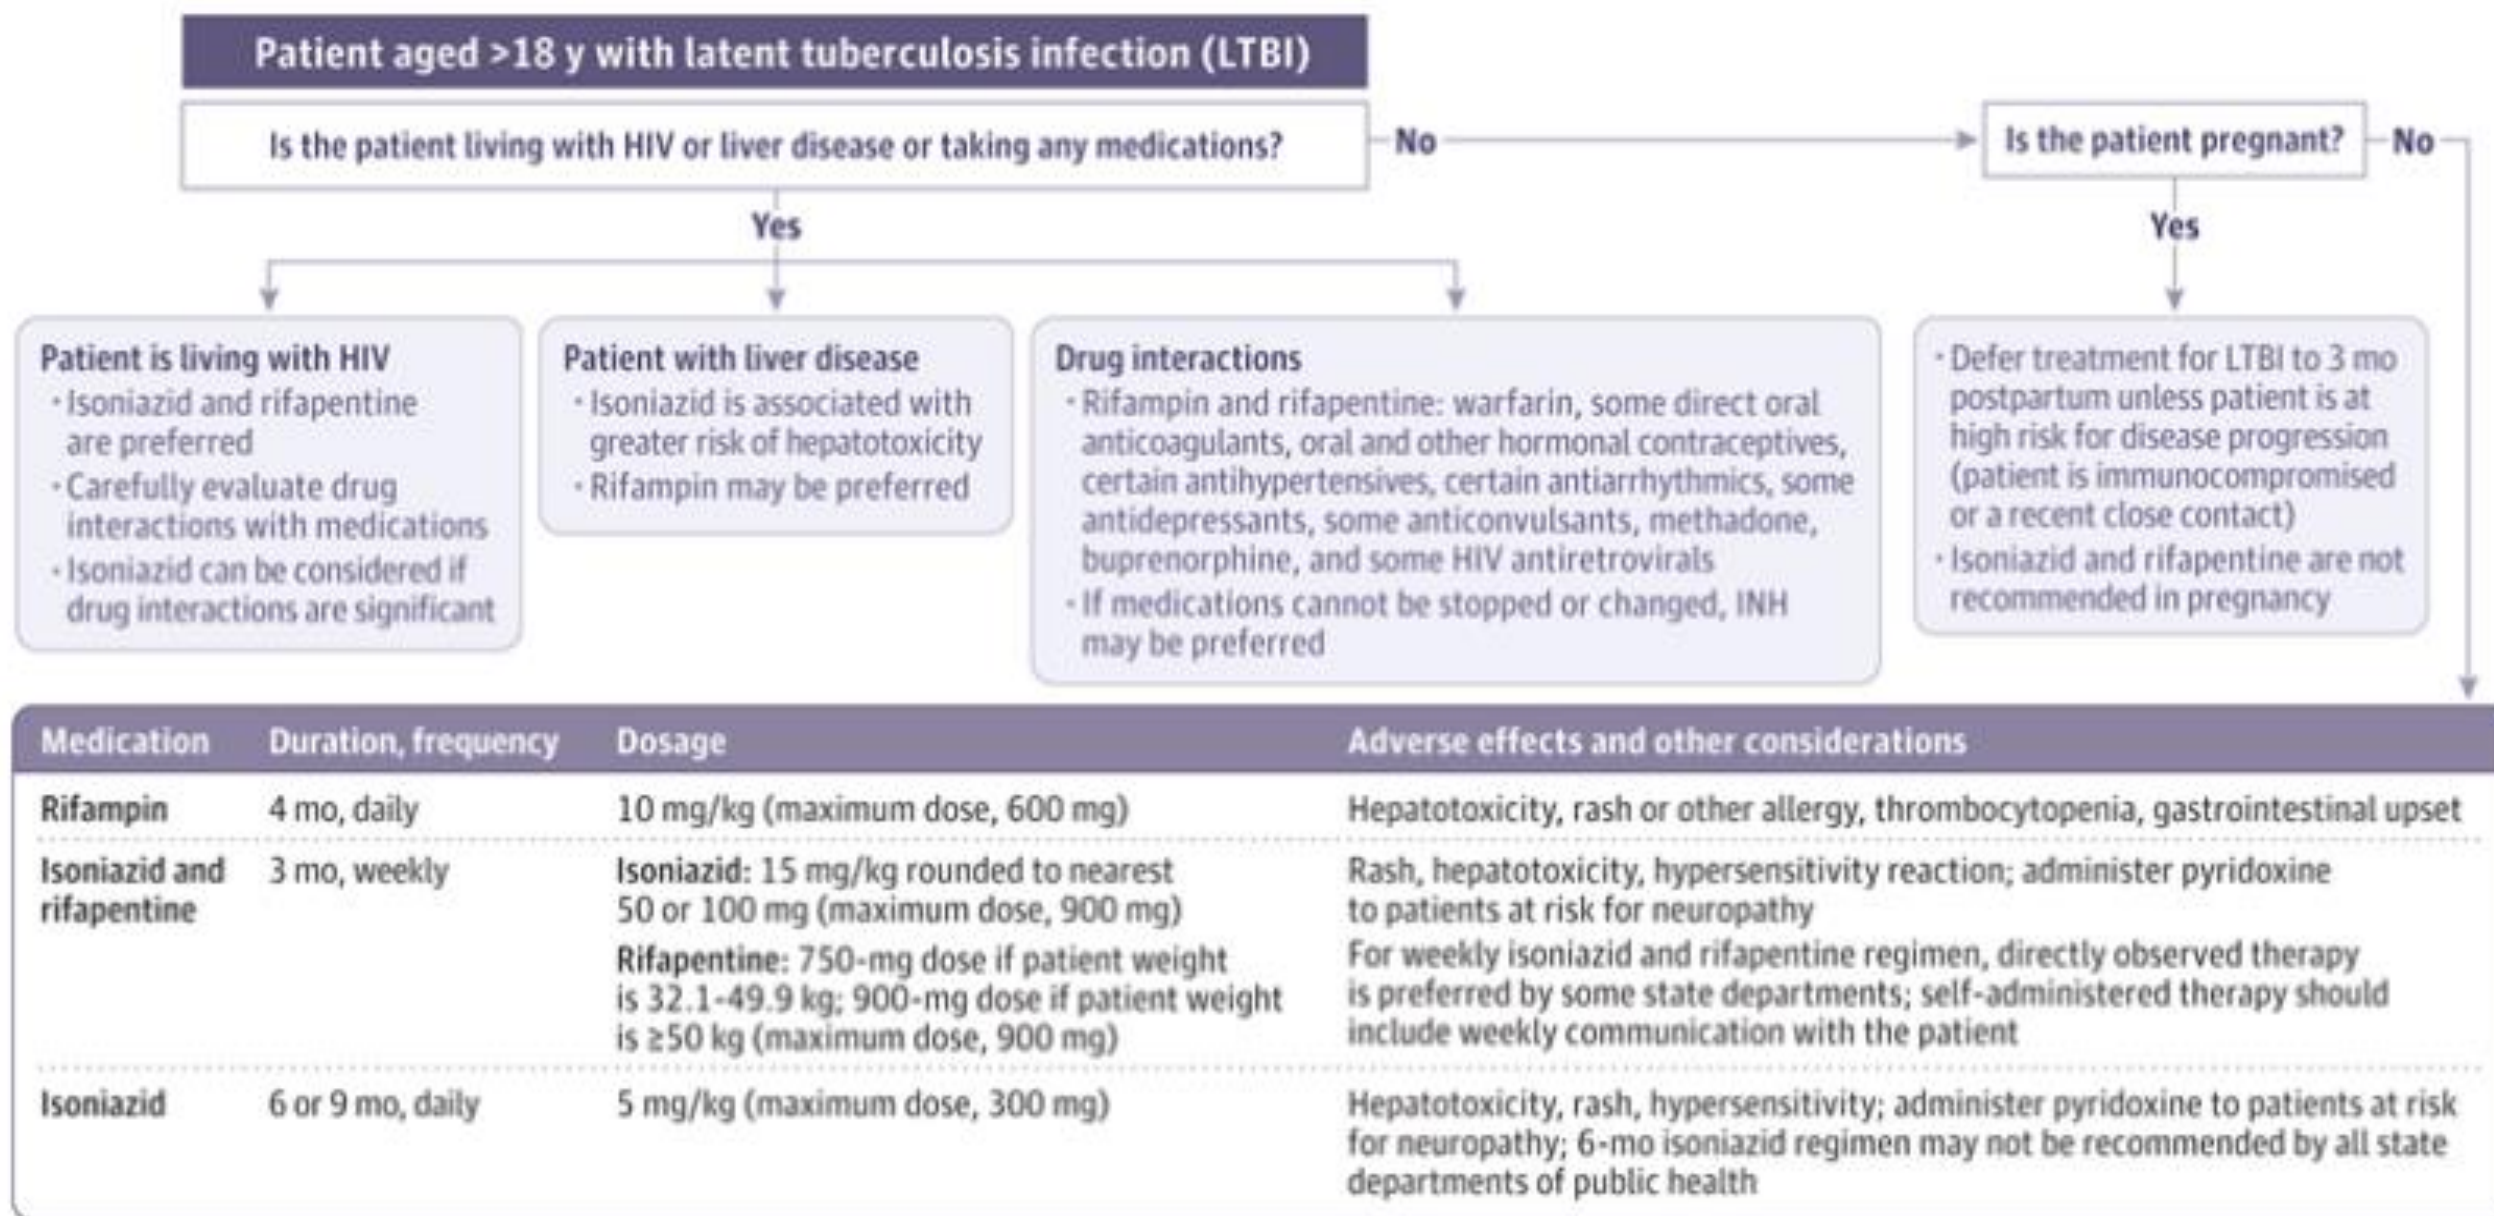 Patient aged >18 y with latent tuberculosis infection (LTBI)
Is the patient living with HIV or liver disease or taking any medications?
No
Is the patient pregnant?
No
Yes
Yes
Patient is living with HIV
· Isoniazid and rifapentine
are preferred
· Carefully evaluate drug
interactions with medications
· Isoniazid can be considered if
drug interactions are significant
Patient with liver disease
· Isoniazid is associated with
greater risk of hepatotoxicity
· Rifampin may be preferred
Drug interactions
· Rifampin and rifapentine: warfarin, some direct oral
anticoagulants, oral and other hormonal contraceptives,
certain antihypertensives, certain antiarrhythmics, some
antidepressants, some anticonvulsants, methadone,
buprenorphine, and some HIV antiretrovirals
· If medications cannot be stopped or changed, INH
may be preferred
· Defer treatment for LTBI to 3 mo
postpartum unless patient is at
high risk for disease progression
(patient is immunocompromised
or a recent close contact)
· Isoniazid and rifapentine are not
recommended in pregnancy
Medication Duration, frequency Dosage Adverse effects and other considerations
Rifampin 4 mo, daily 10 mg/kg (maximum dose, 600 mg) Hepatotoxicity, rash or other allergy, thrombocytopenia, gastrointestinal upset
Isoniazid and 3 mo, weekly Isoniazid: 15 mg/kg rounded to nearest Rash, hepatotoxicity, hypersensitivity reaction; administer pyridoxine
rifapentine 50 or 100 mg (maximum dose, 900 mg) to patients at risk for neuropathy
Rifapentine: 750-mg dose if patient weight For weekly isoniazid and rifapentine regimen, directly observed therapy
is 32.1-49.9 kg; 900-mg dose if patient weight is preferred by some state departments; self-administered therapy should
is ≥50 kg (maximum dose, 900 mg) include weekly communication with the patient
Isoniazid 6 or 9 mo, daily 5 mg/kg (maximum dose, 300 mg) Hepatotoxicity, rash, hypersensitivity; administer pyridoxine to patients at risk
for neuropathy; 6-mo isoniazid regimen may not be recommended by all state
departments of public health